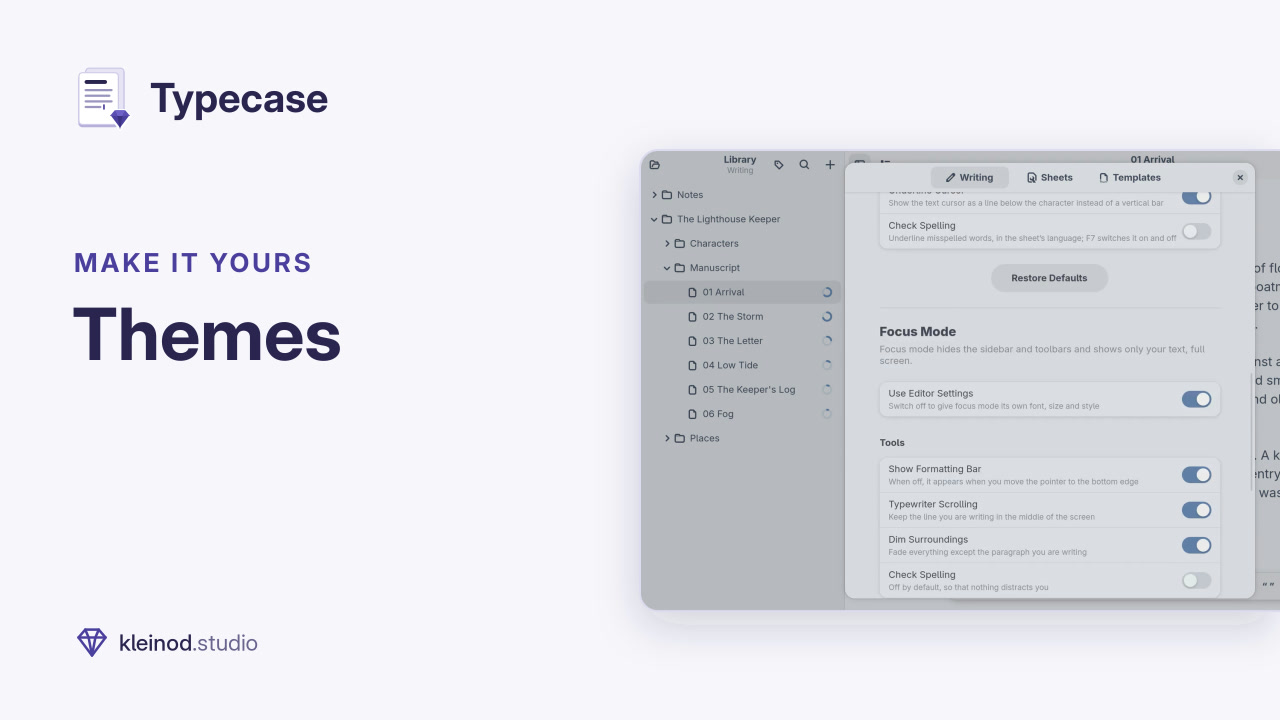 Typecase
MAKE IT YOURS
Themes
kleinod.studio
Library
Writing
Notes
The Lighthouse Keeper
Characters
Manuscript
01 Arrival
02 The Storm
03 The Letter
04 Low Tide
05 The Keeper's Log
06 Fog
Places
01 Arrival
Writing
Sheets
Templates
Show the text cursor as a line below the character instead of a vertical bar
Check Spelling
Underline misspelled words, in the sheet's language; F7 switches it on and off
Restore Defaults
Focus Mode
Focus mode hides the sidebar and toolbars and shows only your text, full
screen.
Use Editor Settings
Switch off to give focus mode its own font, size and style
Tools
Show Formatting Bar
When off, it appears when you move the pointer to the bottom edge
Typewriter Scrolling
Keep the line you are writing in the middle of the screen
Dim Surroundings
Fade everything except the paragraph you are writing
Check Spelling
Off by default, so that nothing distracts you